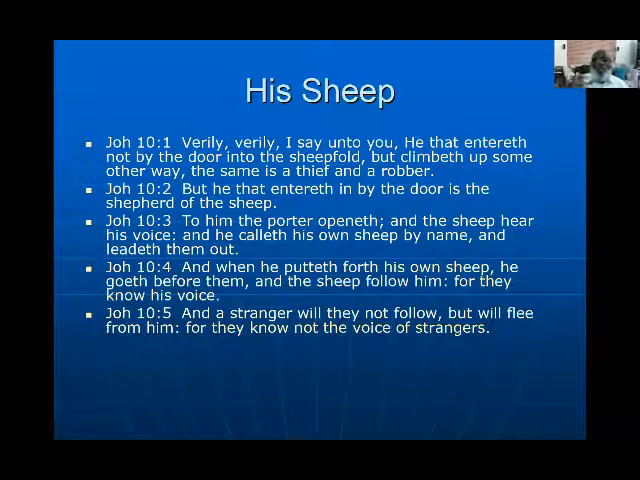 His Sheep
Joh 10:1 Verily, verily, I say unto you, He that entereth
not by the door into the sheepfold, but climbeth up some
other way, the same is a thief and a robber.
Joh 10:2 But he that entereth in by the door is the
shepherd of the sheep.
Joh 10:3 To him the porter openeth; and the sheep hear
his voice: and he calleth his own sheep by name, and
leadeth them out.
Joh 10:4 And when he putteth forth his own sheep, he
goeth before them, and the sheep follow him: for they
know his voice.
Joh 10:5 And a stranger will they not follow, but will flee
from him: for they know not the voice of strangers.